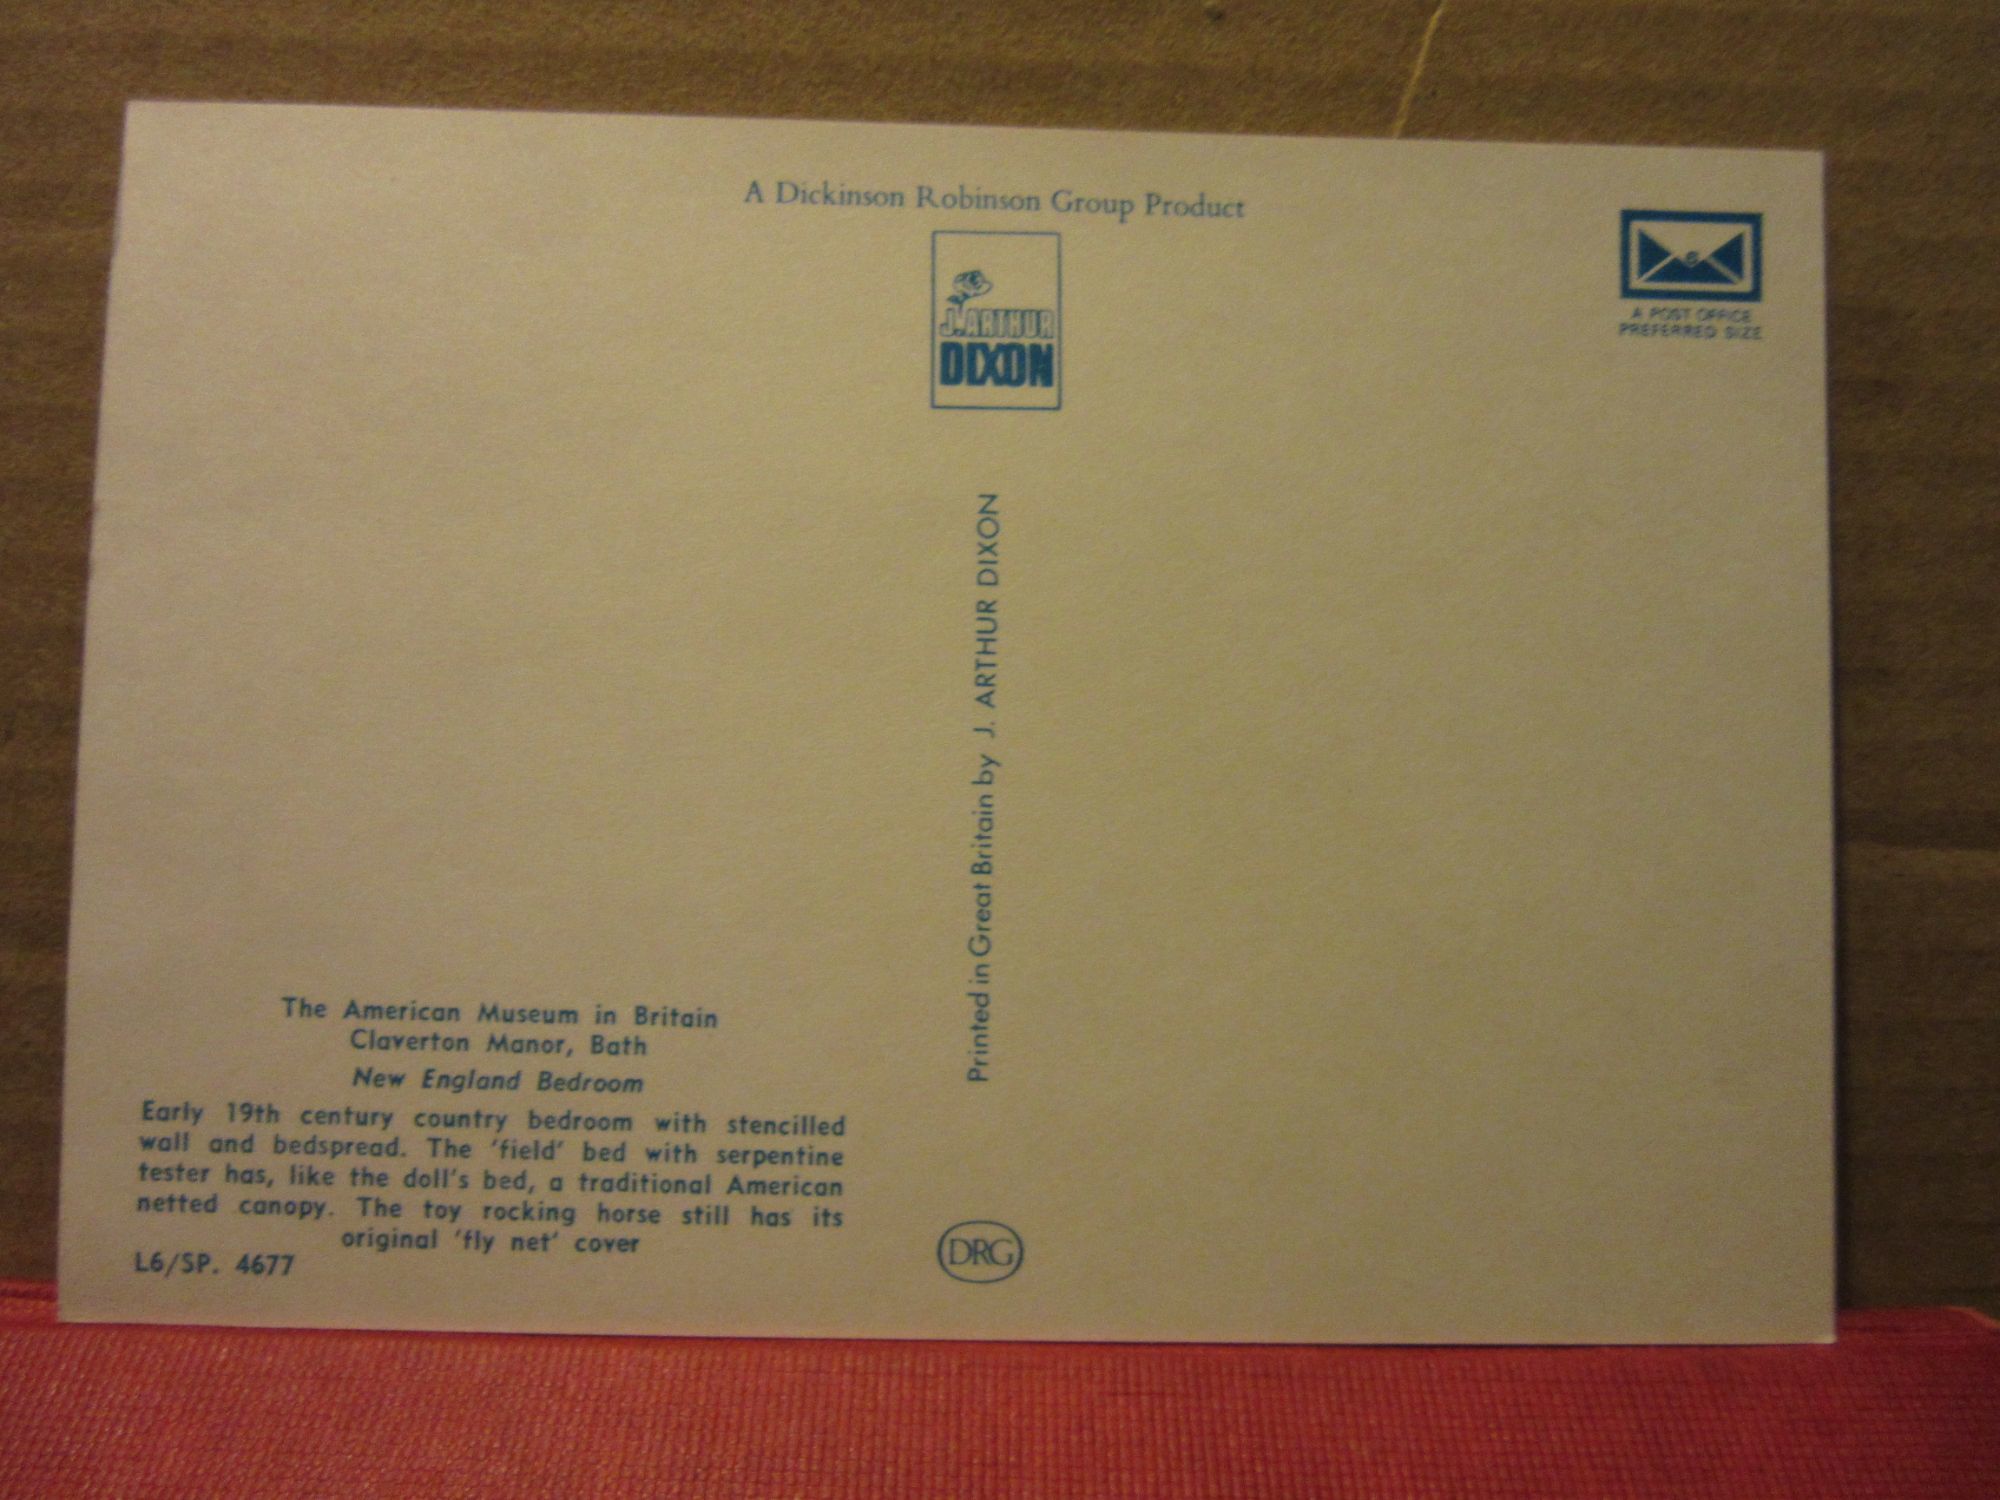 A Dickinson Robinson Group Product
J. ARTHUR
DIXON
6
A POST OFFICE
PREFERRED SIZE
Printed in Great Britain by J. ARTHUR DIXON
The American Museum in Britain
Claverton Manor, Bath
New England Bedroom
Early 19th century country bedroom with stencilled
wall and bedspread. The ‘field’ bed with serpentine
tester has, like the doll's bed, a traditional American
netted canopy. The toy rocking horse still has its
original ‘fly net’ cover
L6/SP. 4677
DRG